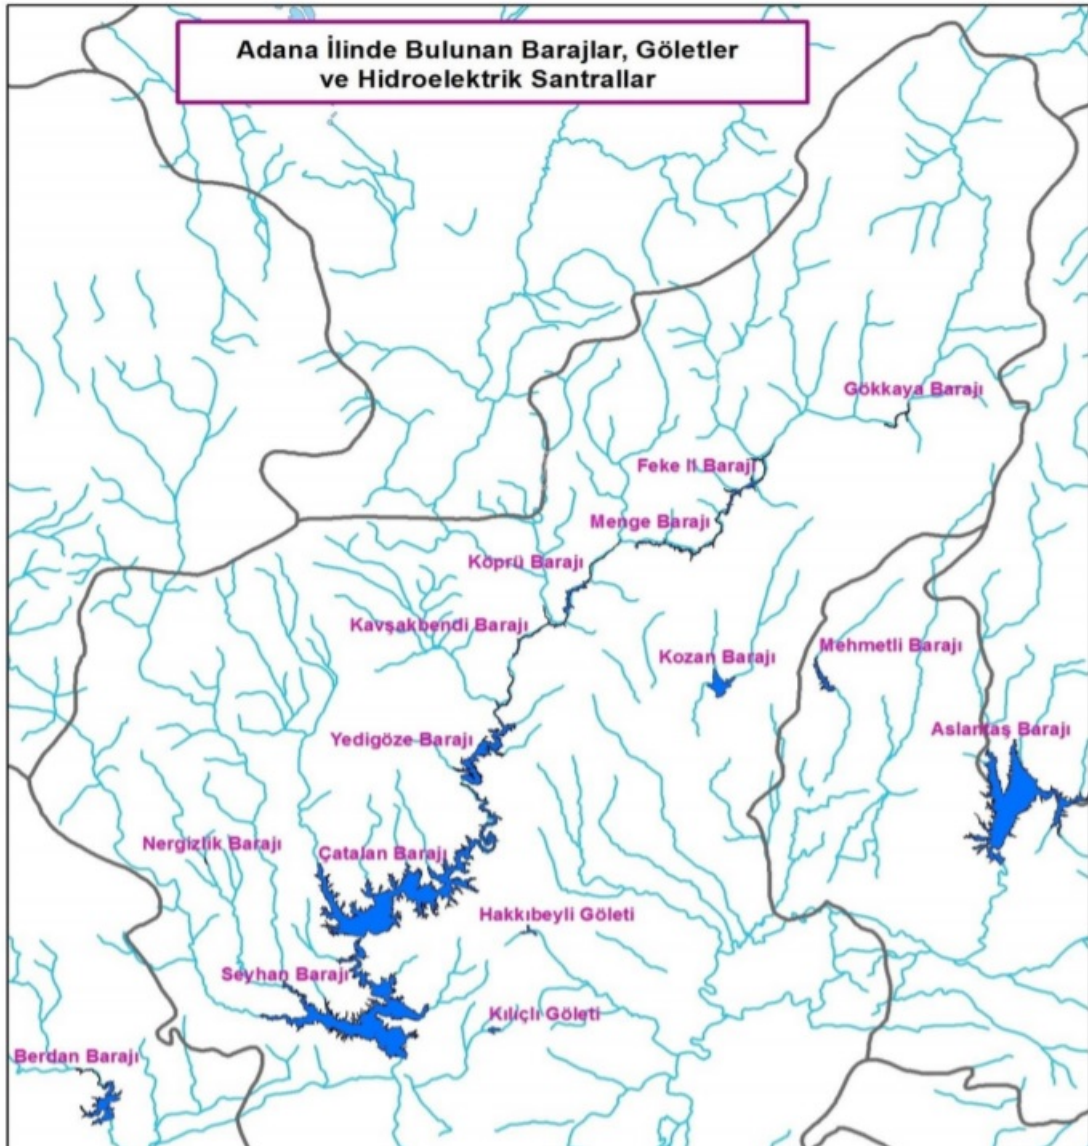 Adana İlinde Bulunan Barajlar, Göletler
ve Hidroelektrik Santrallar
Gökkaya Barajı
Feke II Barajı
Menge Barajı
Köprü Barajı
Kavşakbendi Barajı
Kozan Barajı
Mehmetli Barajı
Aslantaş Barajı
Yedigöze Barajı
Nergizlik Barajı
Çatalan Barajı
Hakkıbeyli Göleti
Seyhan Barajı
Kılıçlı Göleti
Berdan Barajı